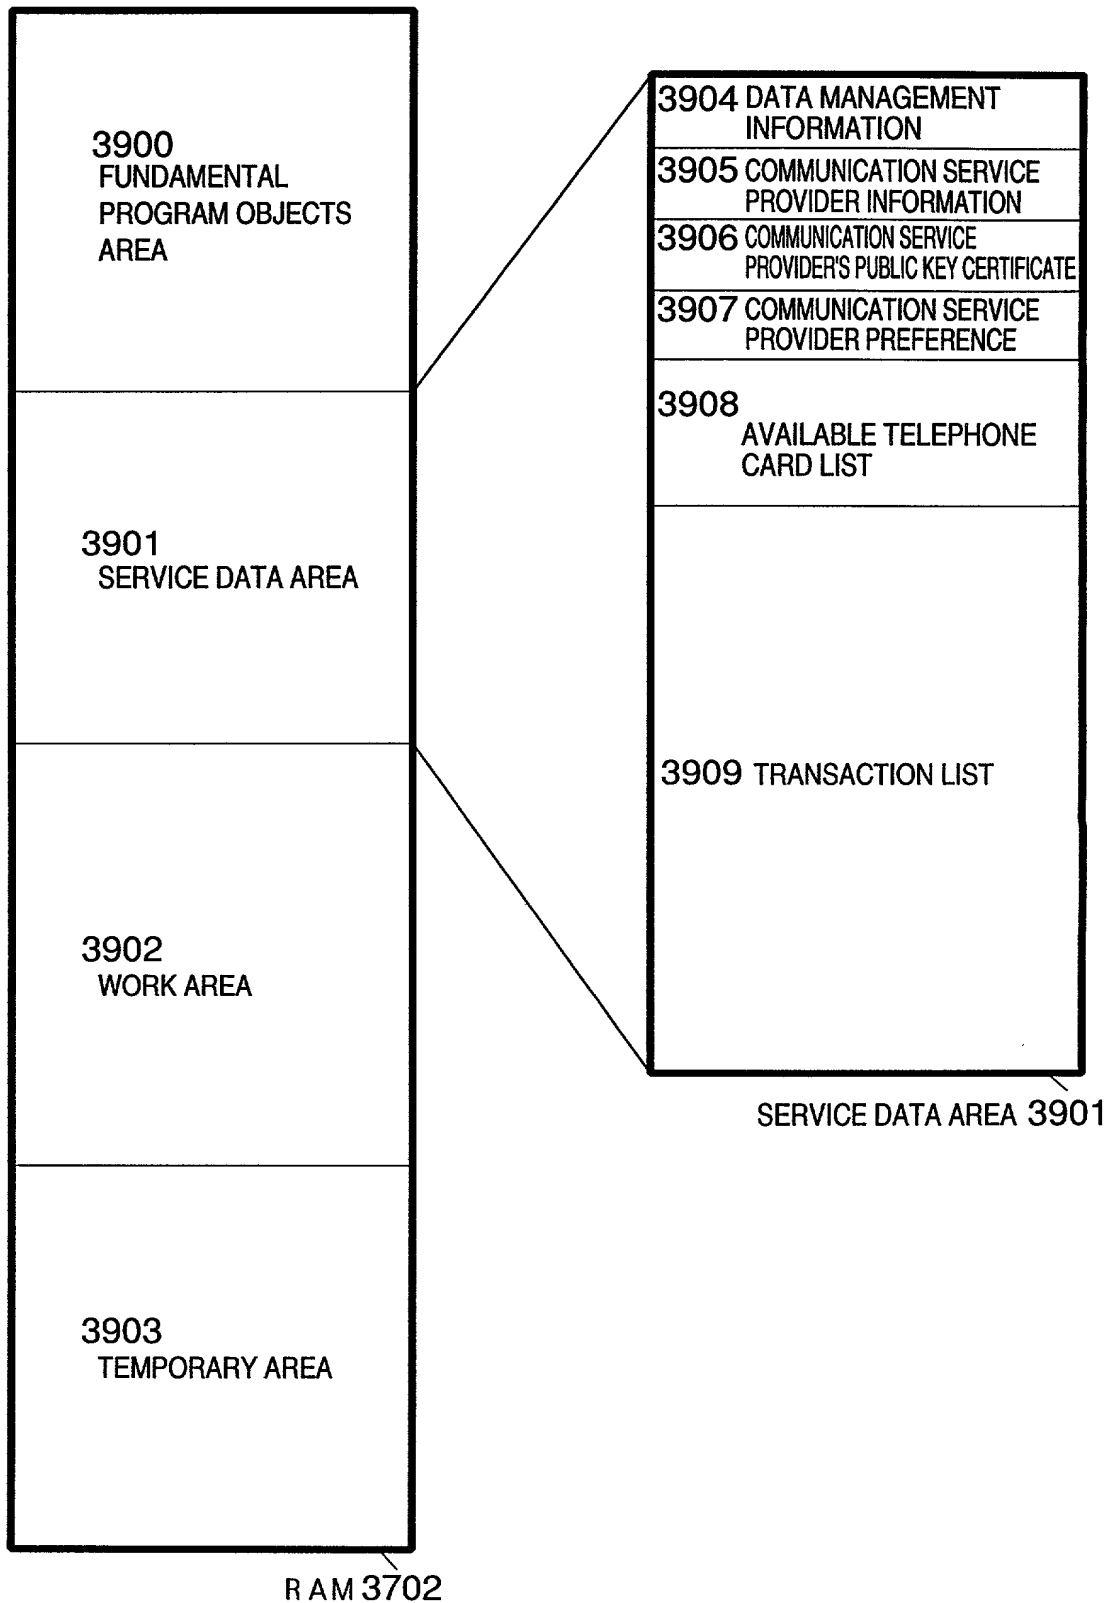 3900
FUNDAMENTAL
PROGRAM OBJECTS
AREA
3901
SERVICE DATA AREA
3902
WORK AREA
3903
TEMPORARY AREA
RAM 3702
3904 DATA MANAGEMENT
INFORMATION
3905 COMMUNICATION SERVICE
PROVIDER INFORMATION
3906 COMMUNICATION SERVICE
PROVIDER'S PUBLIC KEY CERTIFICATE
3907 COMMUNICATION SERVICE
PROVIDER PREFERENCE
3908
AVAILABLE TELEPHONE
CARD LIST
3909 TRANSACTION LIST
SERVICE DATA AREA 3901